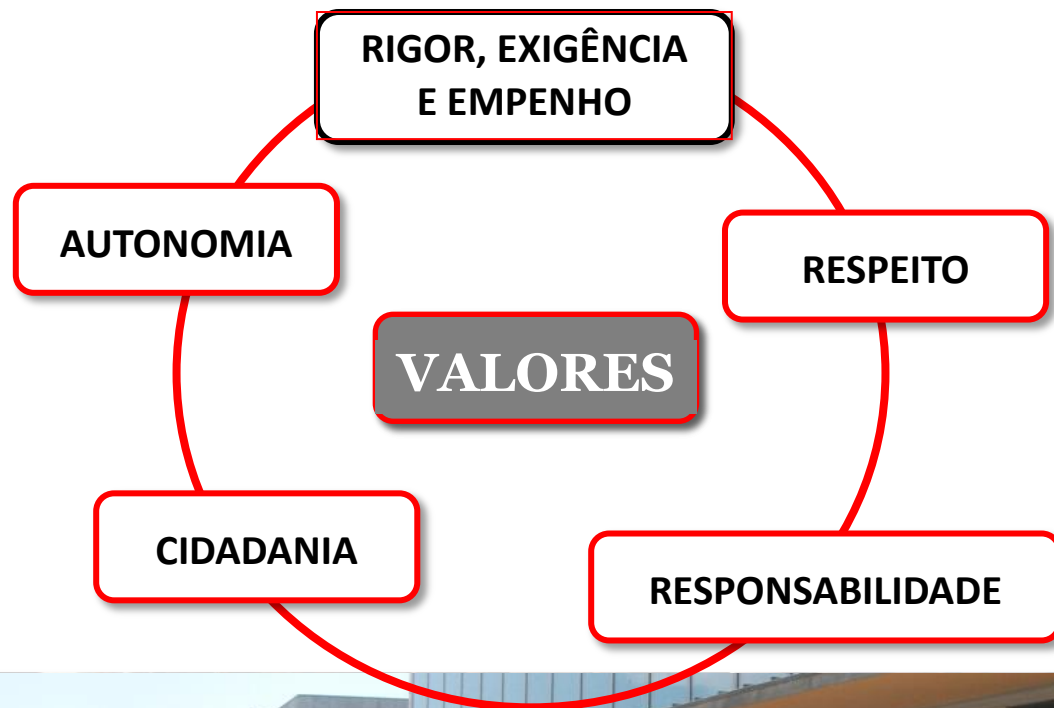 RIGOR, EXIGÊNCIA
E EMPENHO
AUTONOMIA
RESPEITO
VALORES
CIDADANIA
RESPONSABILIDADE